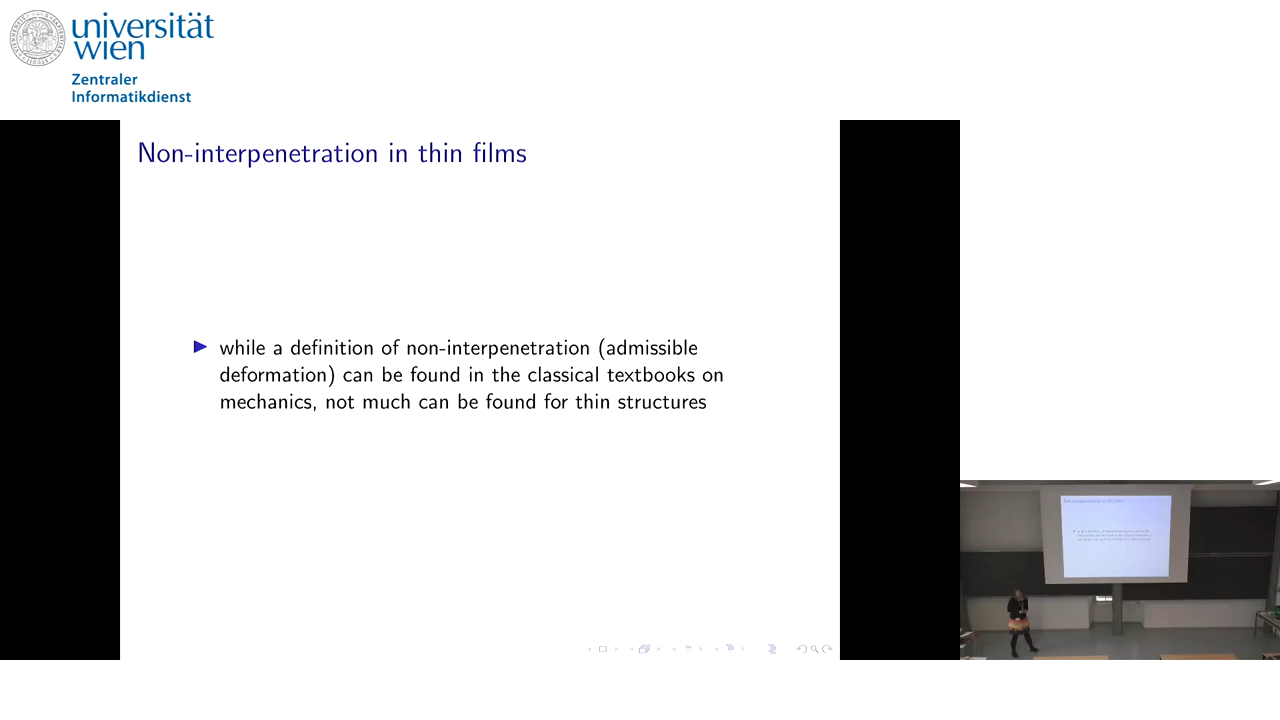 universität
wien
Zentraler
Informatikdienst
Non-interpenetration in thin films
while a definition of non-interpenetration (admissible
deformation) can be found in the classical textbooks on
mechanics, not much can be found for thin structures